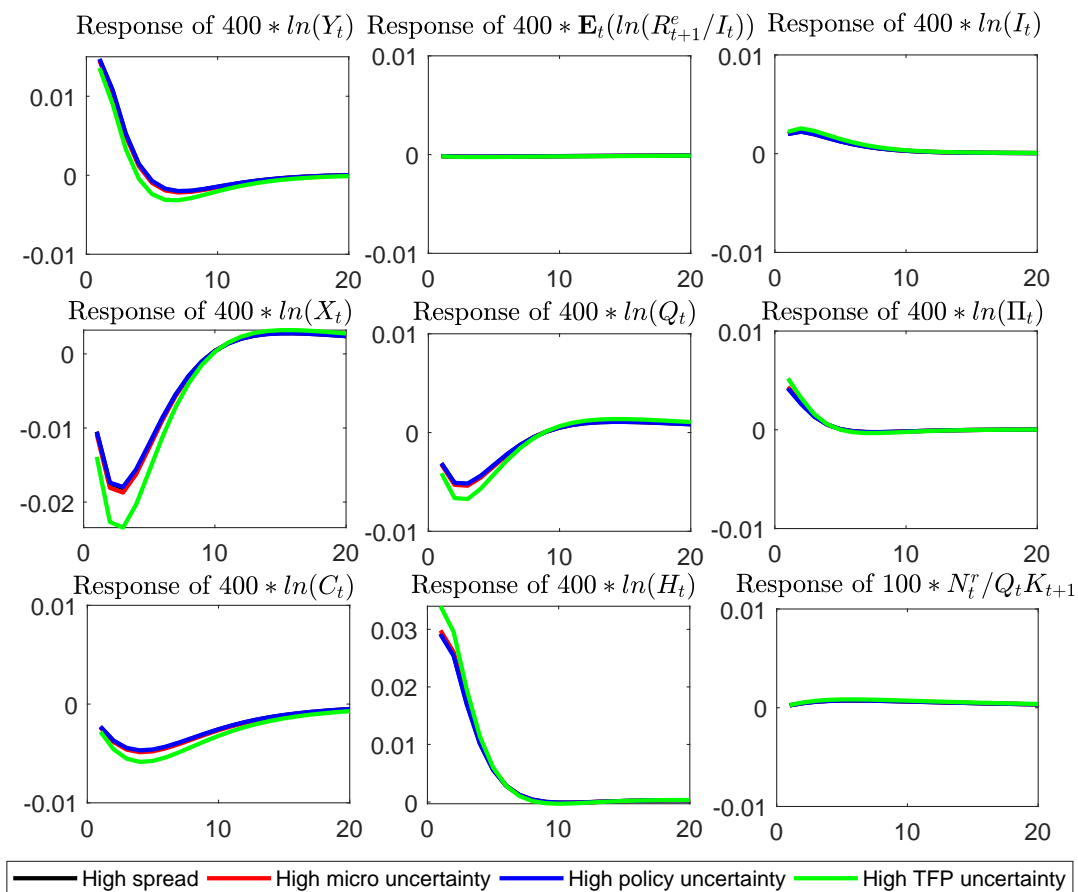 Response of 400 ∗ ln(Y_t)
Response of 400 ∗ E_t(ln(R^e_{t+1}/I_t))
Response of 400 ∗ ln(I_t)
0.01
0
-0.01
0 10 20
0.01
0
-0.01
0 10 20
0.01
0
-0.01
0 10 20
Response of 400 ∗ ln(X_t)
Response of 400 ∗ ln(Q_t)
Response of 400 ∗ ln(Π_t)
0
-0.01
-0.02
0 10 20
0.01
0
-0.01
0 10 20
0.01
0
-0.01
0 10 20
Response of 400 ∗ ln(C_t)
Response of 400 ∗ ln(H_t)
Response of 100 ∗ N^r_t/Q_tK_{t+1}
0.01
0
-0.01
0 10 20
0.03
0.02
0.01
0
0 10 20
0.01
0
-0.01
0 10 20
High spread High micro uncertainty High policy uncertainty High TFP uncertainty